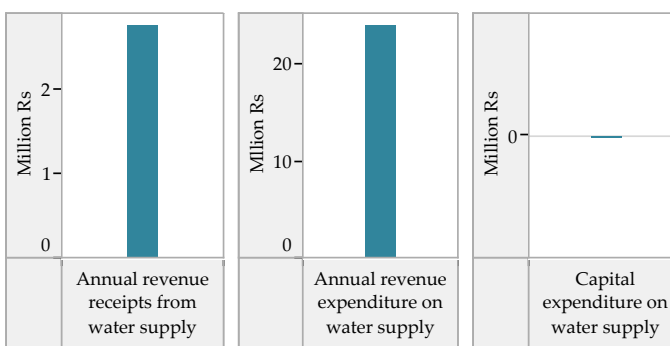 Million Rs
2
1
0
Annual revenue
receipts from
water supply
MIlion Rs
20
10
0
Annual revenue
expenditure on
water supply
Million Rs
0
Capital
expenditure on
water supply